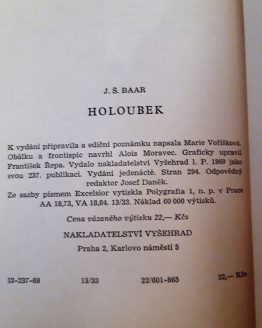 J. Š. BAAR
HOLOUBEK
K vydání připravila a ediční poznámku napsala Marie Voříšková.
Obálku a frontispic navrhl Alois Moravec. Graficky upravil
František Řepa. Vydalo nakladatelství Vyšehrad l. P. 1969 jako
svou 237. publikaci. Vydání jedenácté. Stran 294. Odpovědný
redaktor Josef Daněk.
Ze sazby písmem Excelsior vytiskla Polygrafia 1, n. p. v Praze
AA 18,73, VA 18,84. 13/33. Náklad 60 000 výtisků.
Cena vázaného výtisku 22,— Kčs
NAKLADATELSTVÍ VYŠEHRAD
Praha 2, Karlovo náměstí 5
33-237-69 13/33 22/601-865 22,— Kčs